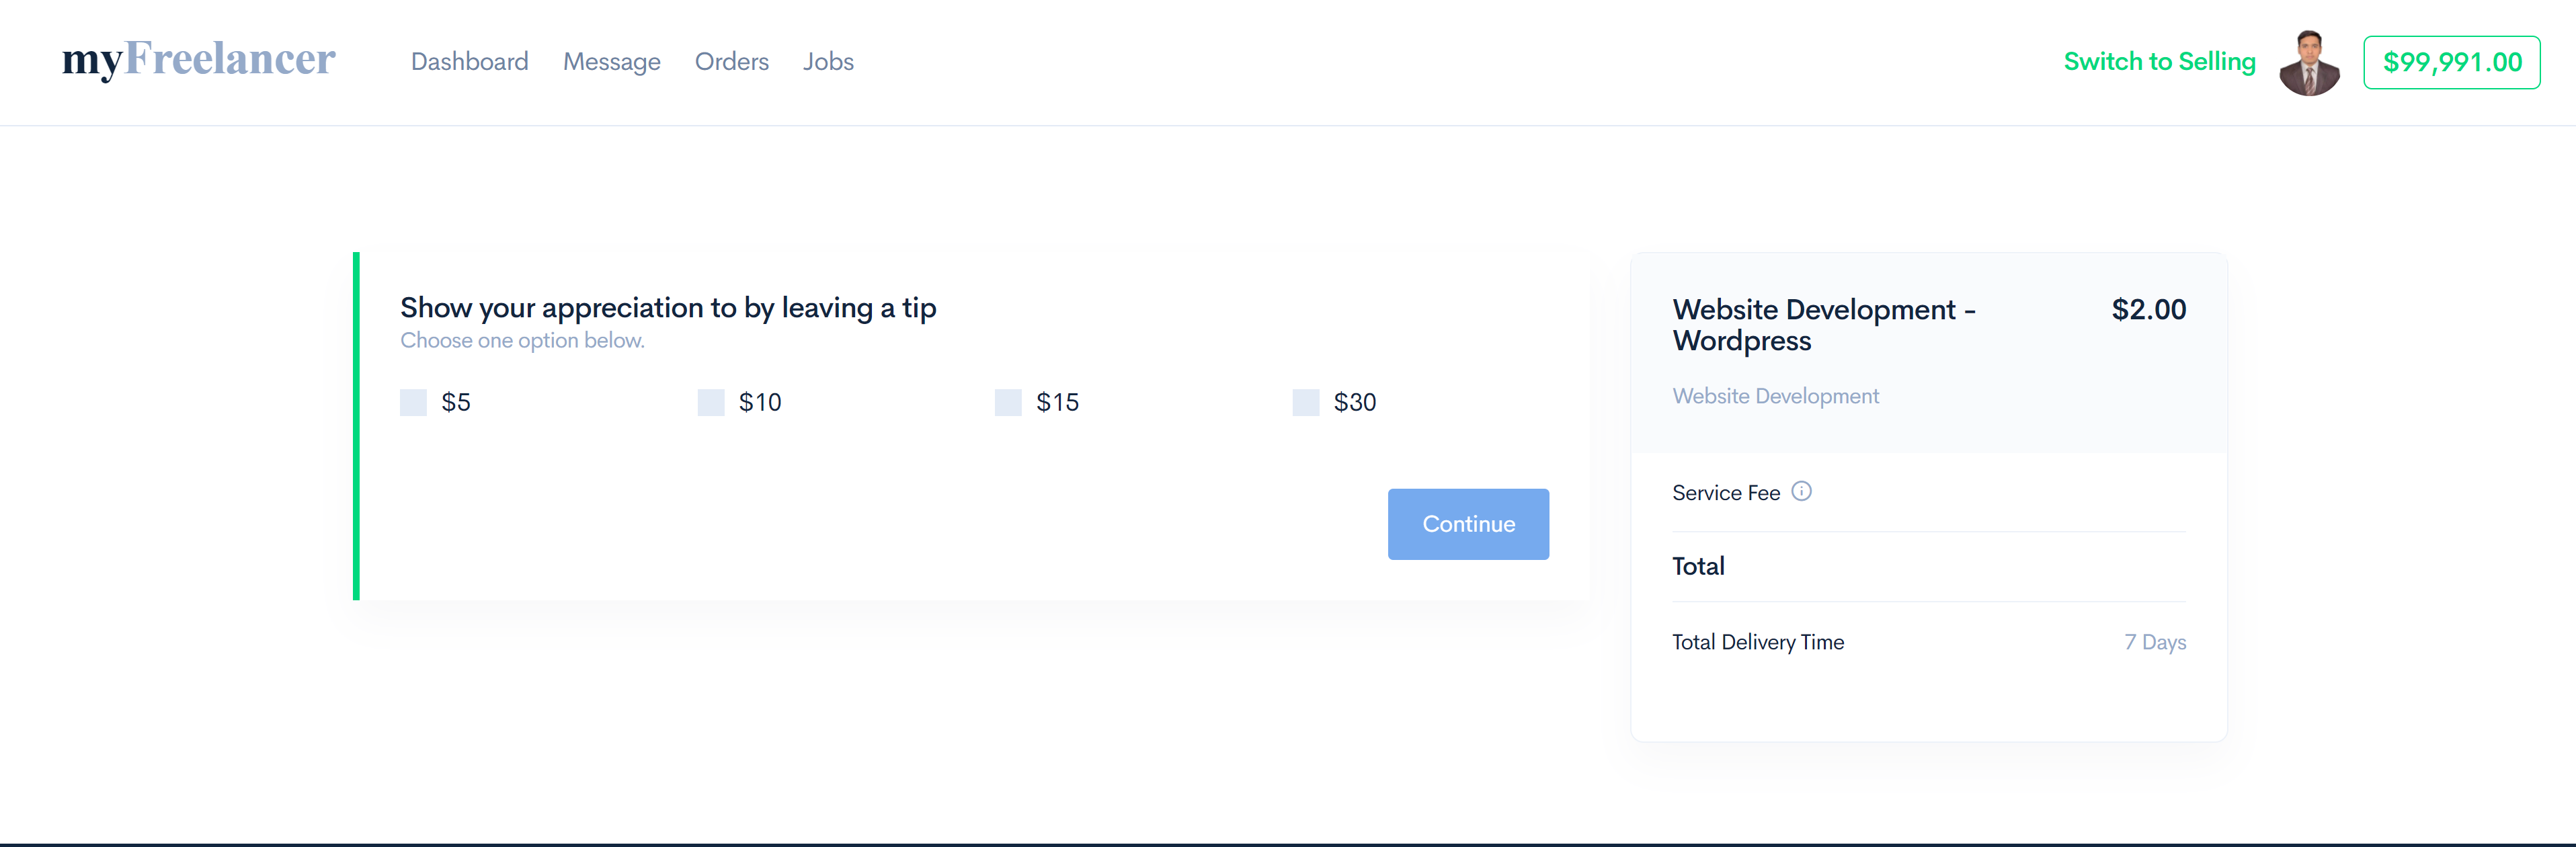 myFreelancer
Dashboard Message Orders Jobs
Switch to Selling
$99,991.00
Show your appreciation to by leaving a tip
Choose one option below.
$5 $10 $15 $30
Continue
Website Development - $2.00
Wordpress
Website Development
Service Fee
Total
Total Delivery Time 7 Days